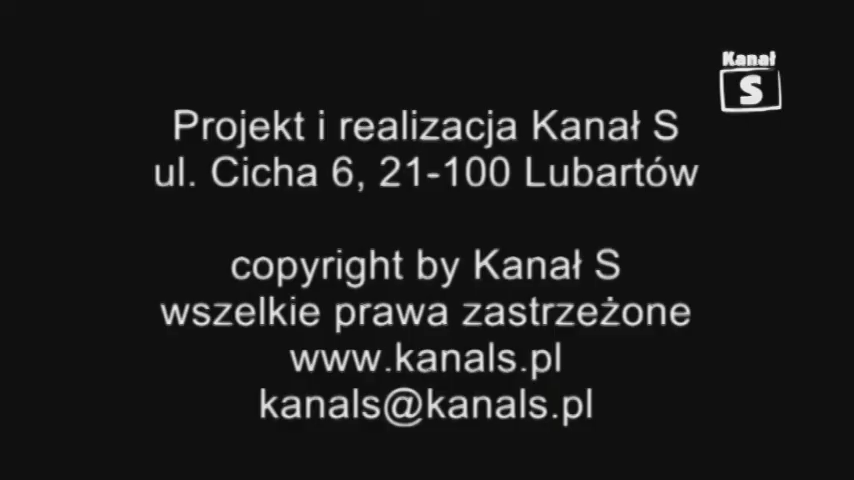 Kanał
S
Projekt i realizacja Kanał S
ul. Cicha 6, 21-100 Lubartów
copyright by Kanał S
wszelkie prawa zastrzeżone
www.kanals.pl
kanals@kanals.pl